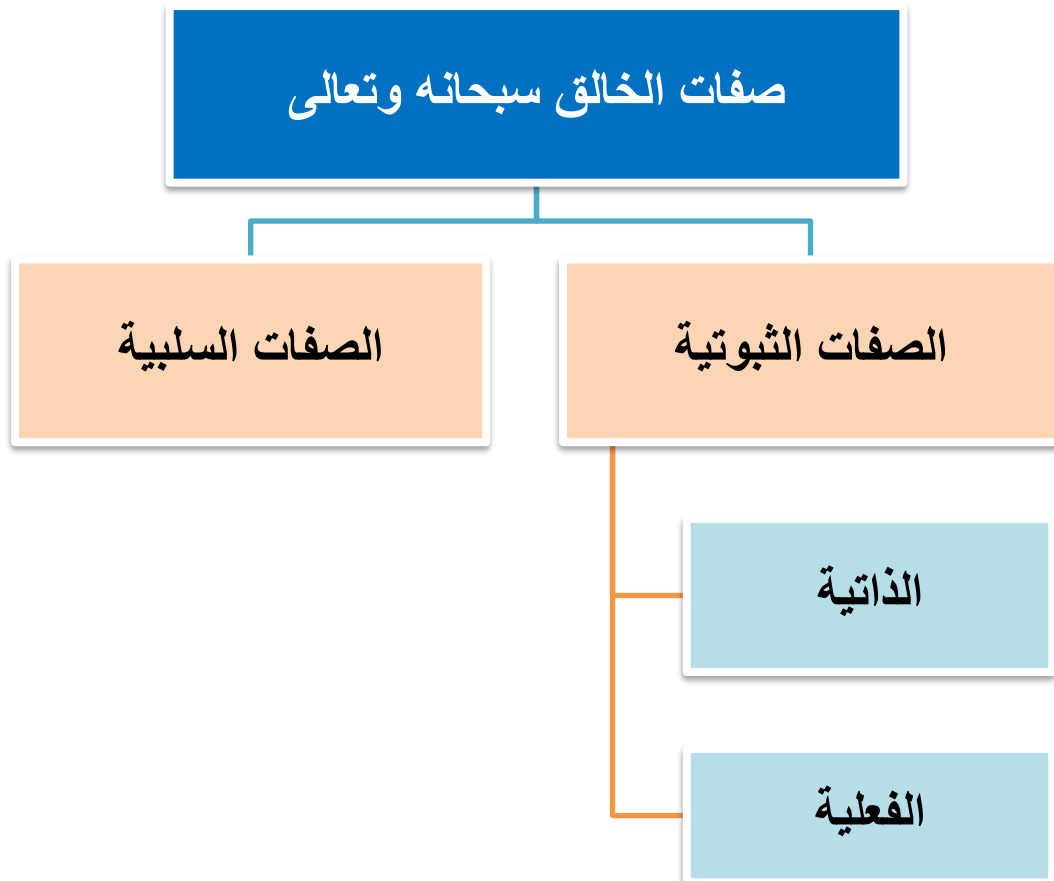 صفات الخالق سبحانه وتعالى
الصفات الثبوتية
الصفات السلبية
الذاتية
الفعلية